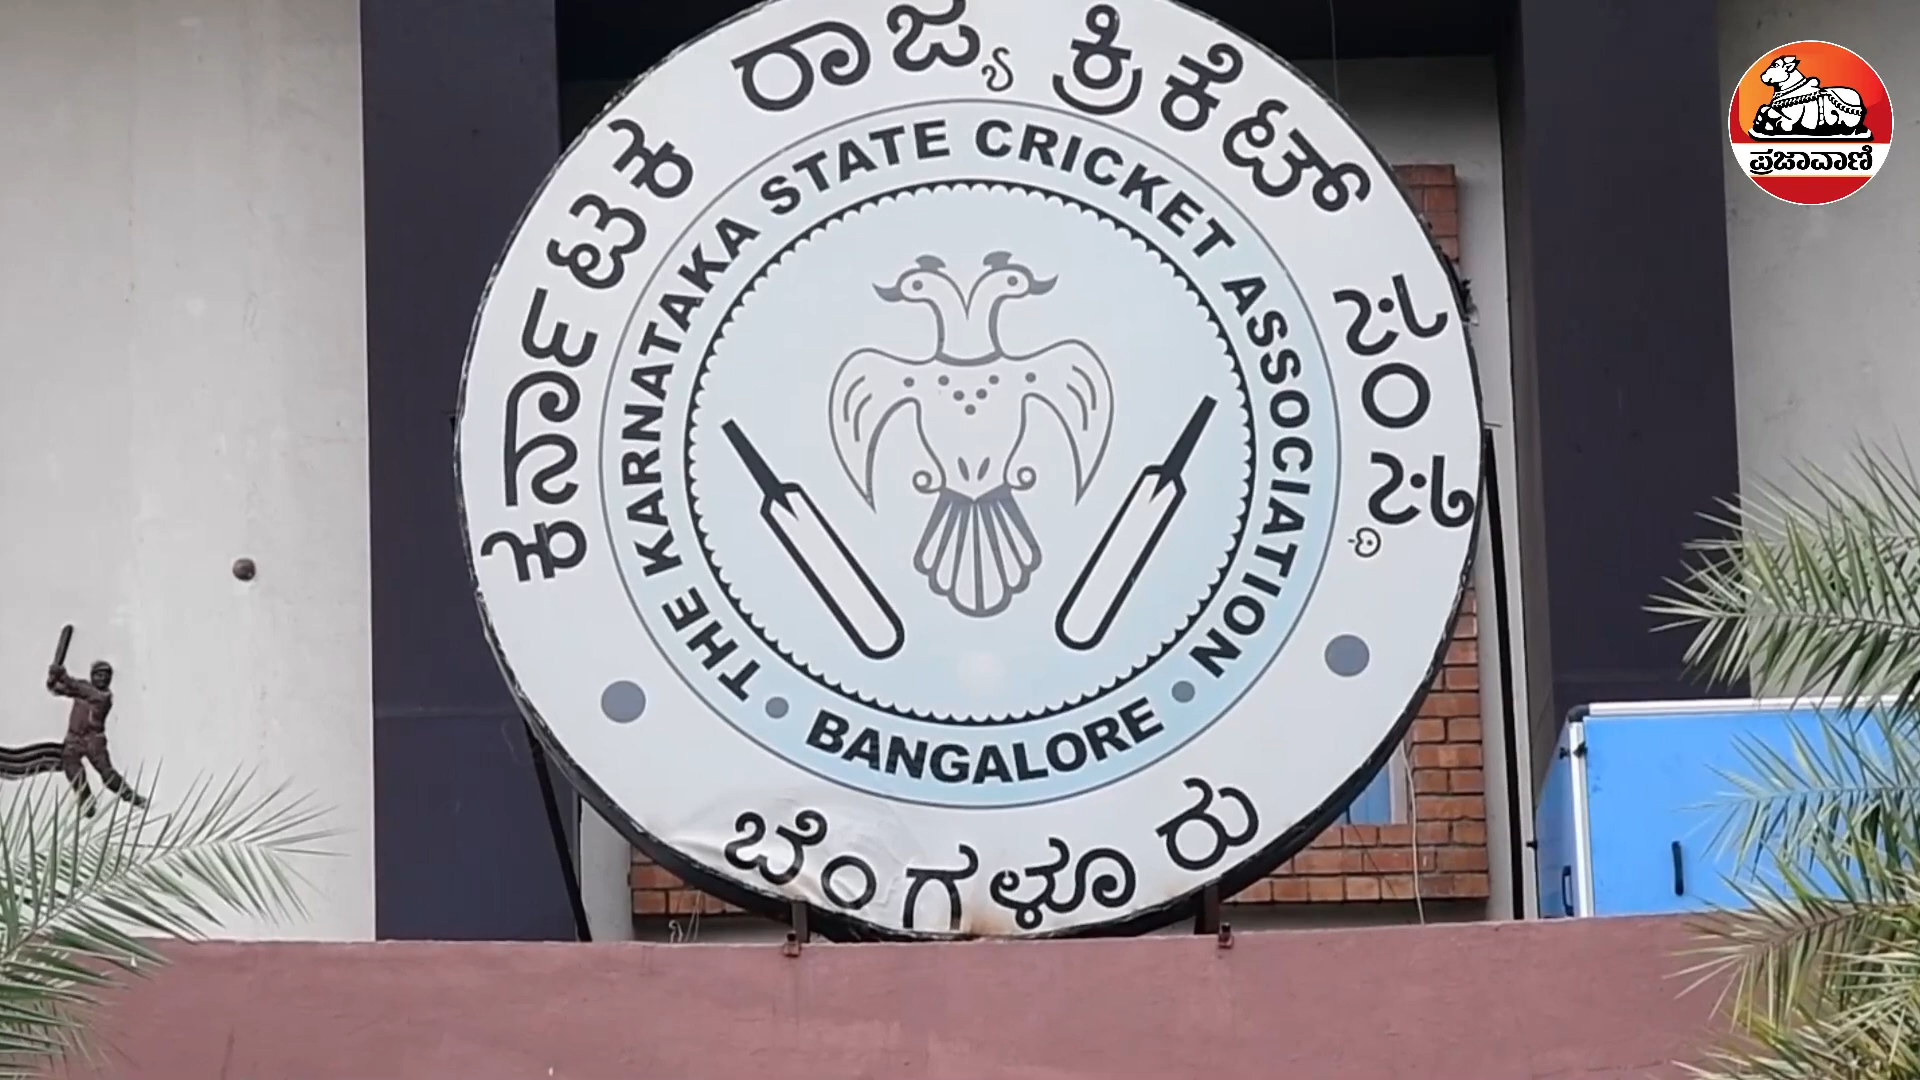 ಕರ್ನಾಟಕ ರಾಜ್ಯ ಕ್ರಿಕೆಟ್ ಸಂಸ್ಥೆ
THE KARNATAKA STATE CRICKET ASSOCIATION
• BANGALORE •
ಬೆಂಗಳೂರು
ಪ್ರಜಾವಾಣಿ